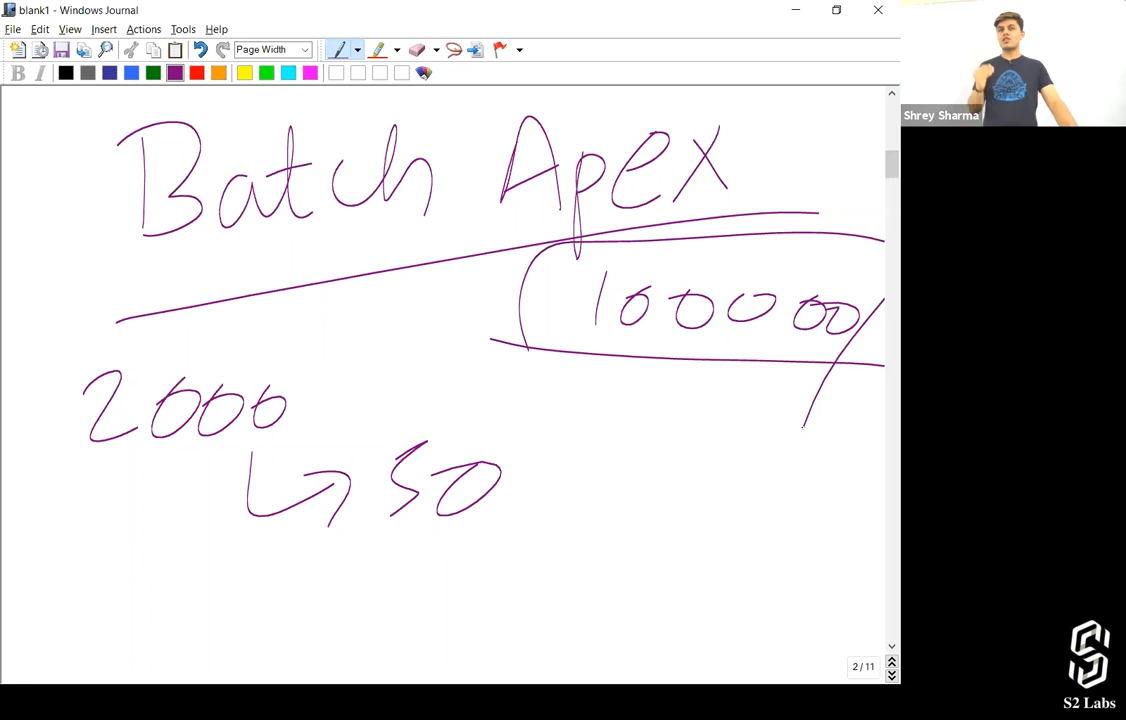 blank1 - Windows Journal
File Edit View Insert Actions Tools Help
Page Width
B I
Shrey Sharma
Batch Apex
100000
2000
50
2 / 11
S2 Labs